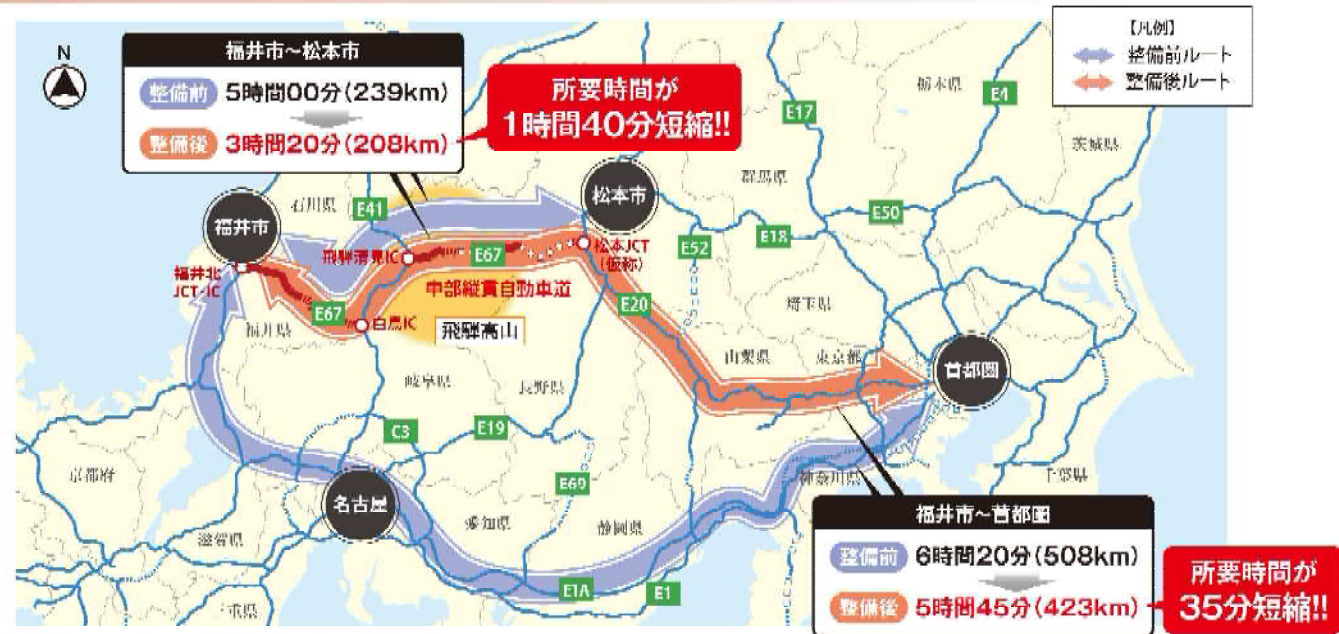 N
【凡例】
整備前ルート
整備後ルート
福井市~松本市
整備前 5時間00分(239km)
整備後 3時間20分(208km)
所要時間が
1時間40分短縮!!
栃木県
E4
E17
茨城県
群馬県
松本市
石川県
E41
福井市
E50
E18
E52
飛騨清見IC
E67
松本JCT
(仮称)
福井北
JCT・IC
中部縦貫自動車道
E20
埼玉県
E67
白鳥IC
福井県
飛騨高山
山梨県
東京都
首都圏
岐阜県
長野県
C3
E19
京都府
E69
神奈川県
千葉県
名古屋
愛知県
静岡県
滋賀県
三重県
E1A
E1
福井市~首都圏
整備前 6時間20分(508km)
整備後 5時間45分(423km)
所要時間が
35分短縮!!